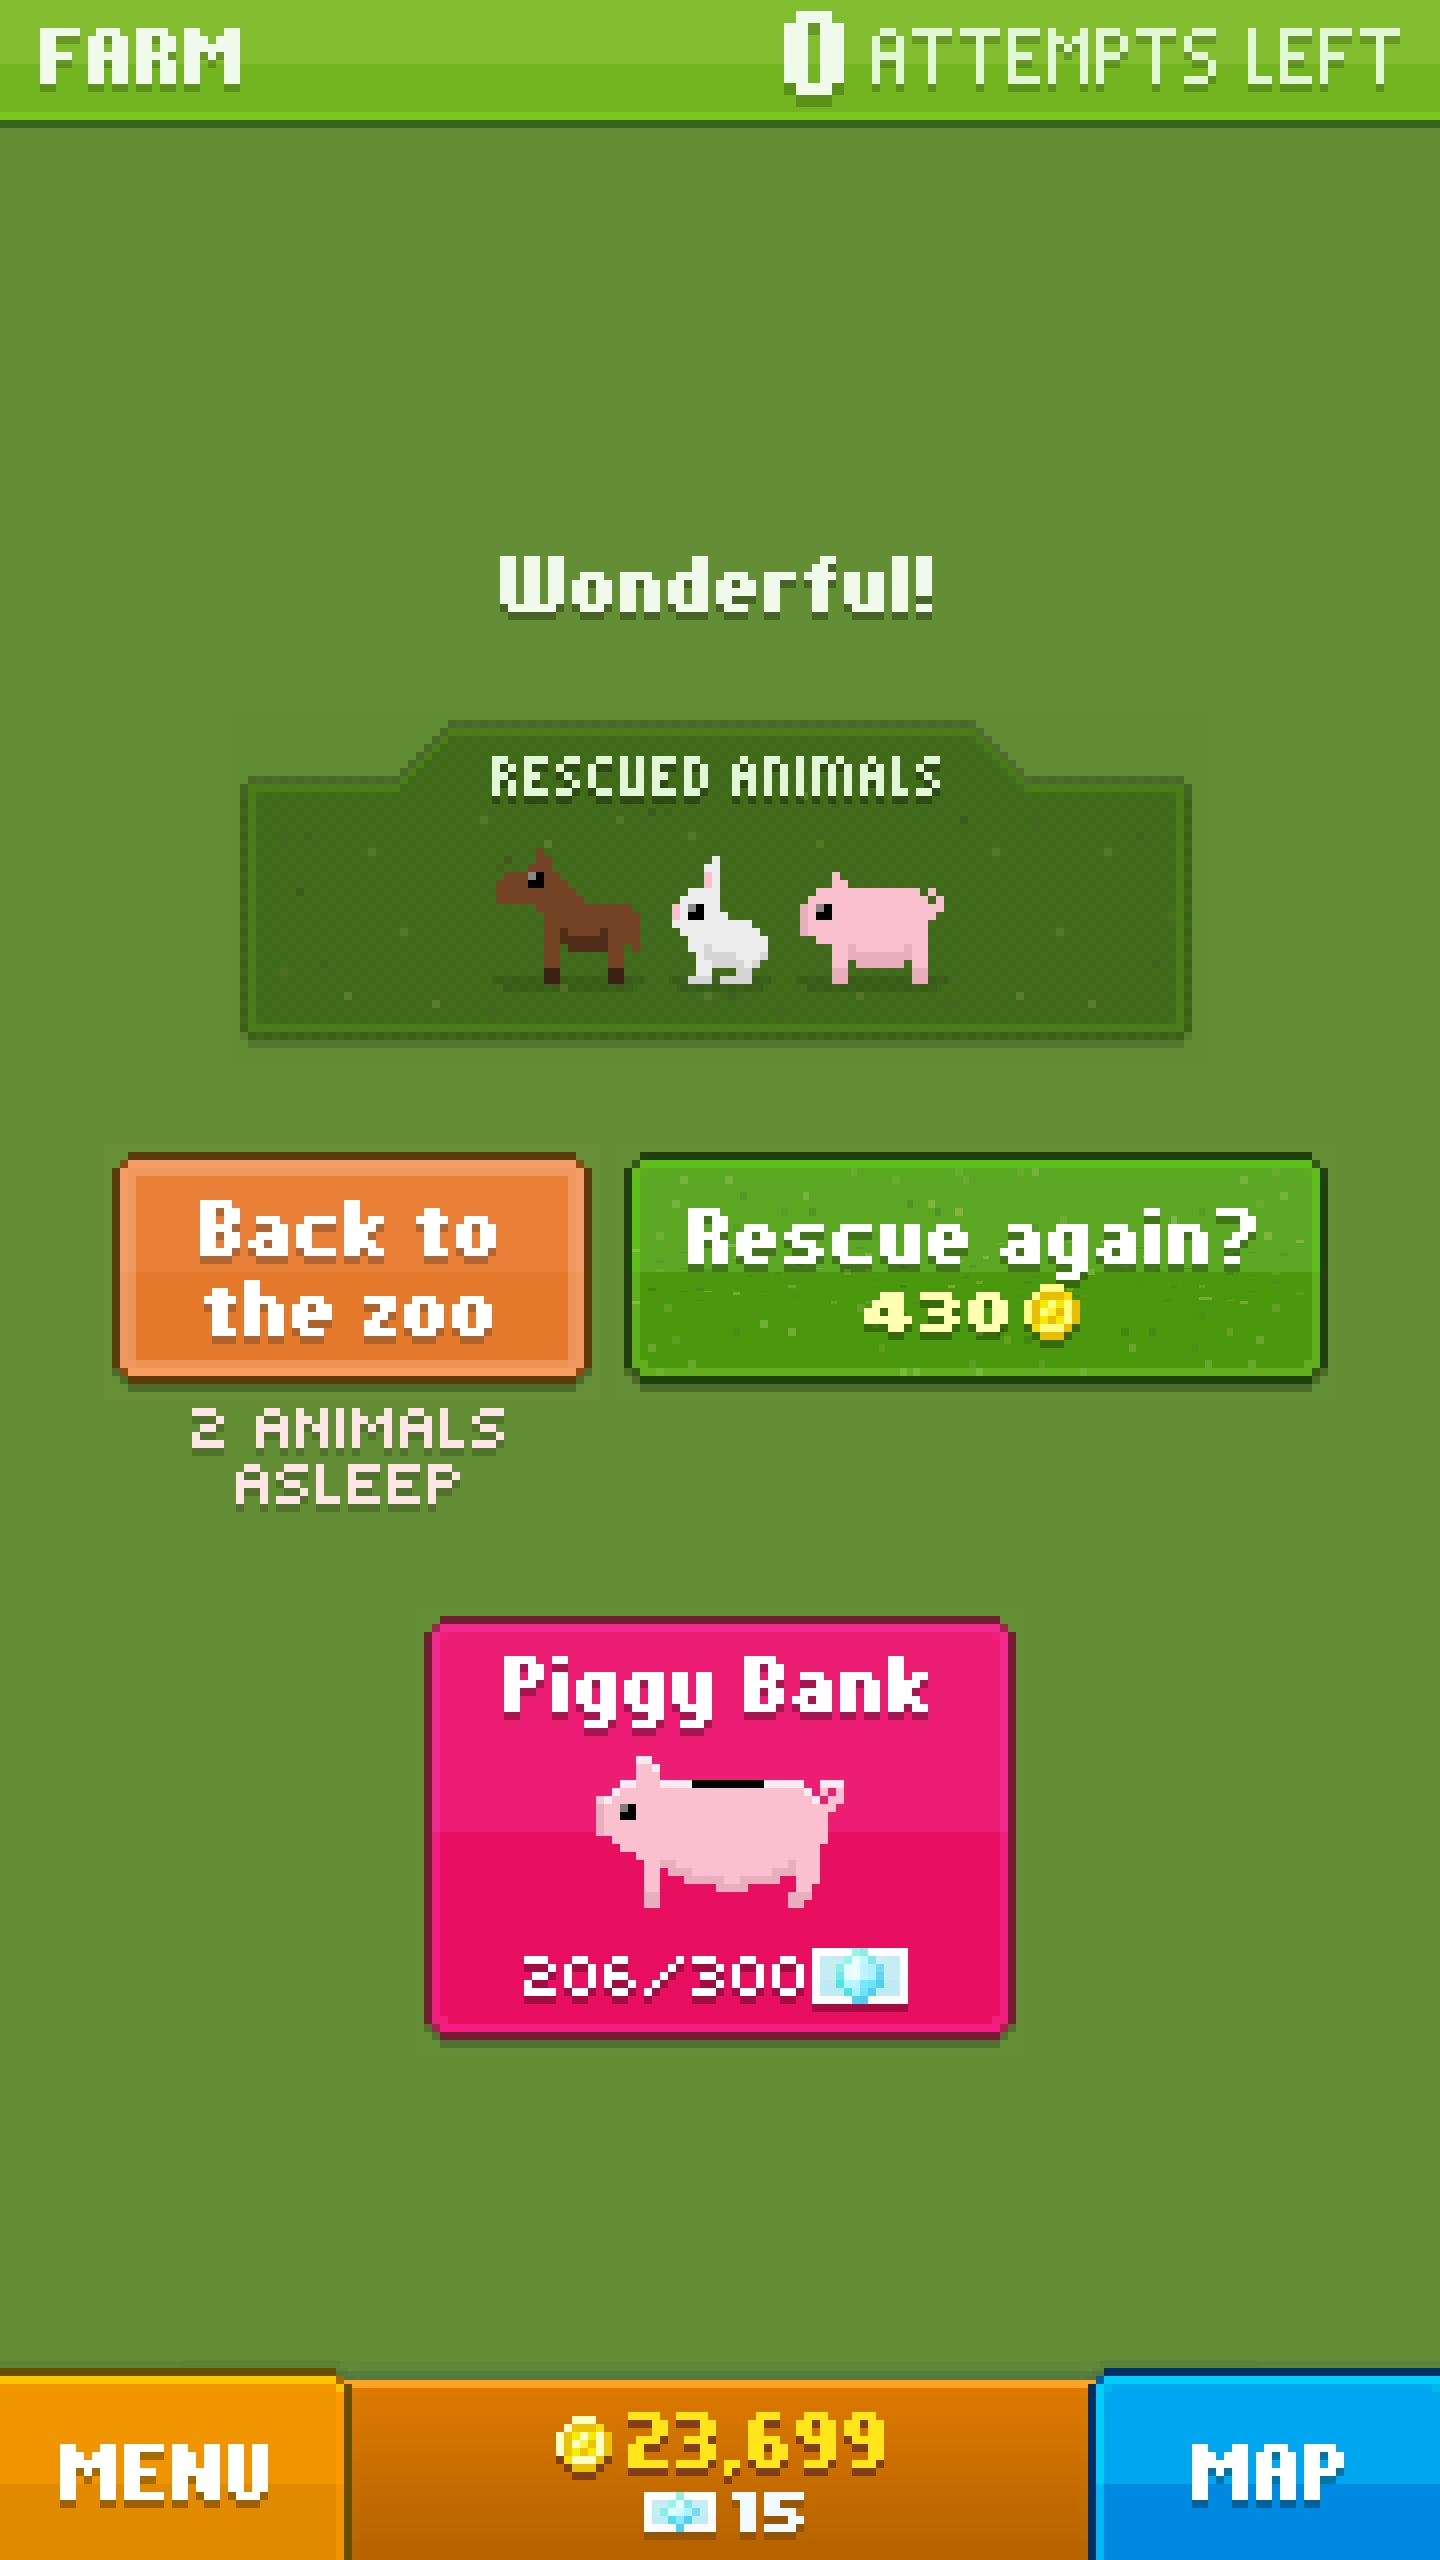 FARM
0 ATTEMPTS LEFT
Wonderful!
RESCUED ANIMALS
Back to
the zoo
Rescue again?
430
2 ANIMALS
ASLEEP
Piggy Bank
206/300
MENU
23,699
15
MAP